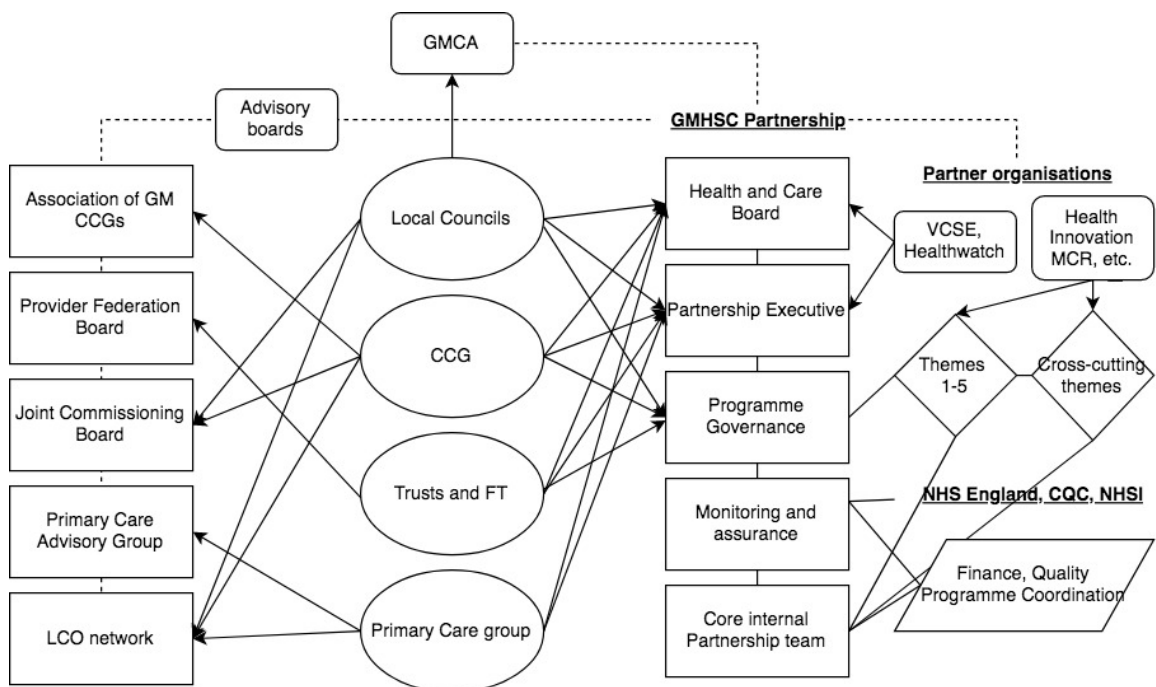 GMCA
Advisory
boards
GMHSC Partnership
Association of GM
CCGs
Provider Federation
Board
Joint Commissioning
Board
Primary Care
Advisory Group
LCO network
Local Councils
CCG
Trusts and FT
Primary Care group
Health and Care
Board
Partnership Executive
Programme
Governance
Monitoring and
assurance
Core internal
Partnership team
Partner organisations
VCSE,
Healthwatch
Health
Innovation
MCR, etc.
Themes
1-5
Cross-cutting
themes
NHS England, CQC, NHSI
Finance, Quality
Programme Coordination